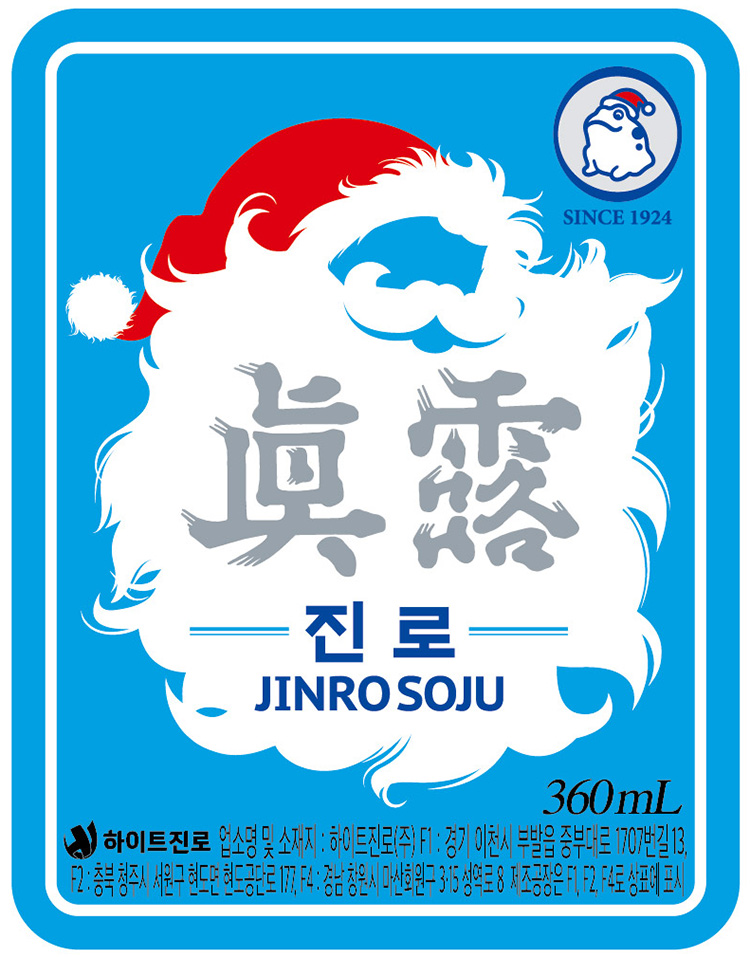 SINCE 1924
眞露
진로
JINRO SOJU
360mL
하이트진로 업소명 및 소재지 : 하이트진로(주) F1 : 경기 이천시 부발읍 중부대로 1707번길 13,
F2 : 충북 청주시 서원구 현도면 현도공단로 177, F4 : 경남 창원시 마산회원구 3·15 성역로 8 제조공장은 F1, F2, F4로 상표에 표시